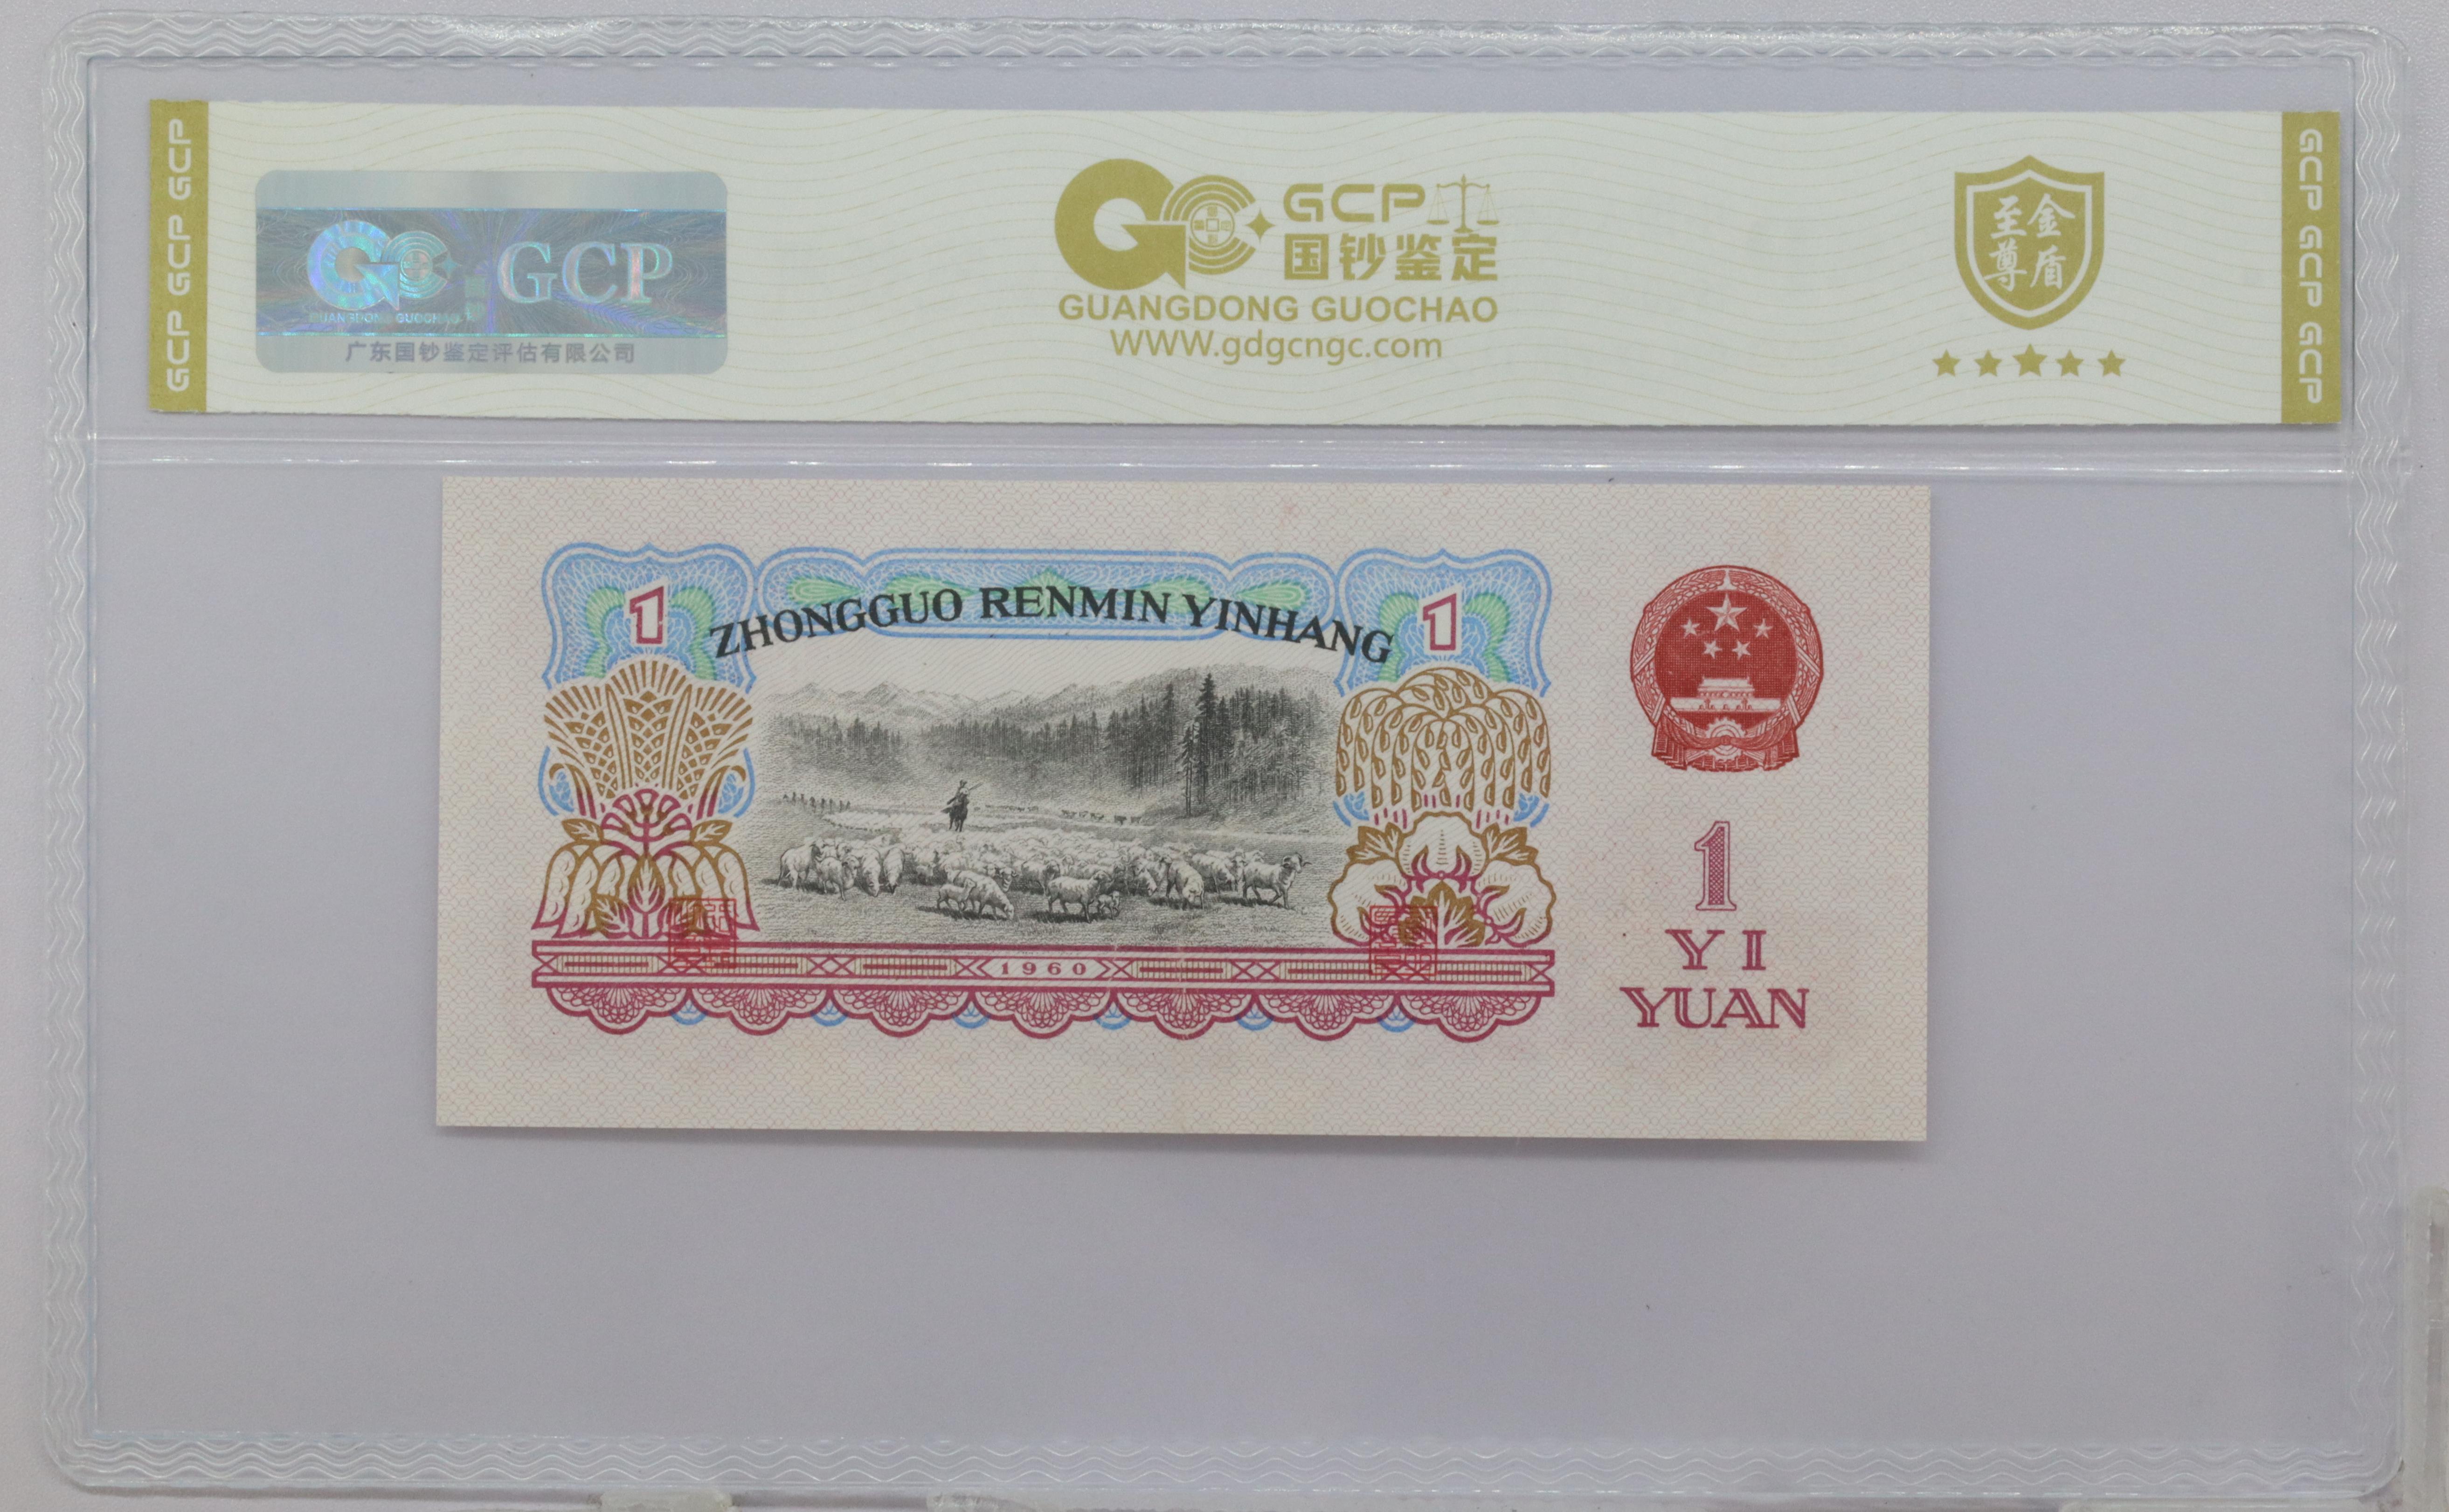 GCP GCP GCP
GCP
GUANGDONG GUOCHAO
广东国钞鉴定评估有限公司
GCP
国钞鉴定
GUANGDONG GUOCHAO
WWW.gdgcngc.com
至尊金盾
GCP GCP GCP
1
ZHONGGUO RENMIN YINHANG
1
1960
1
YI
YUAN